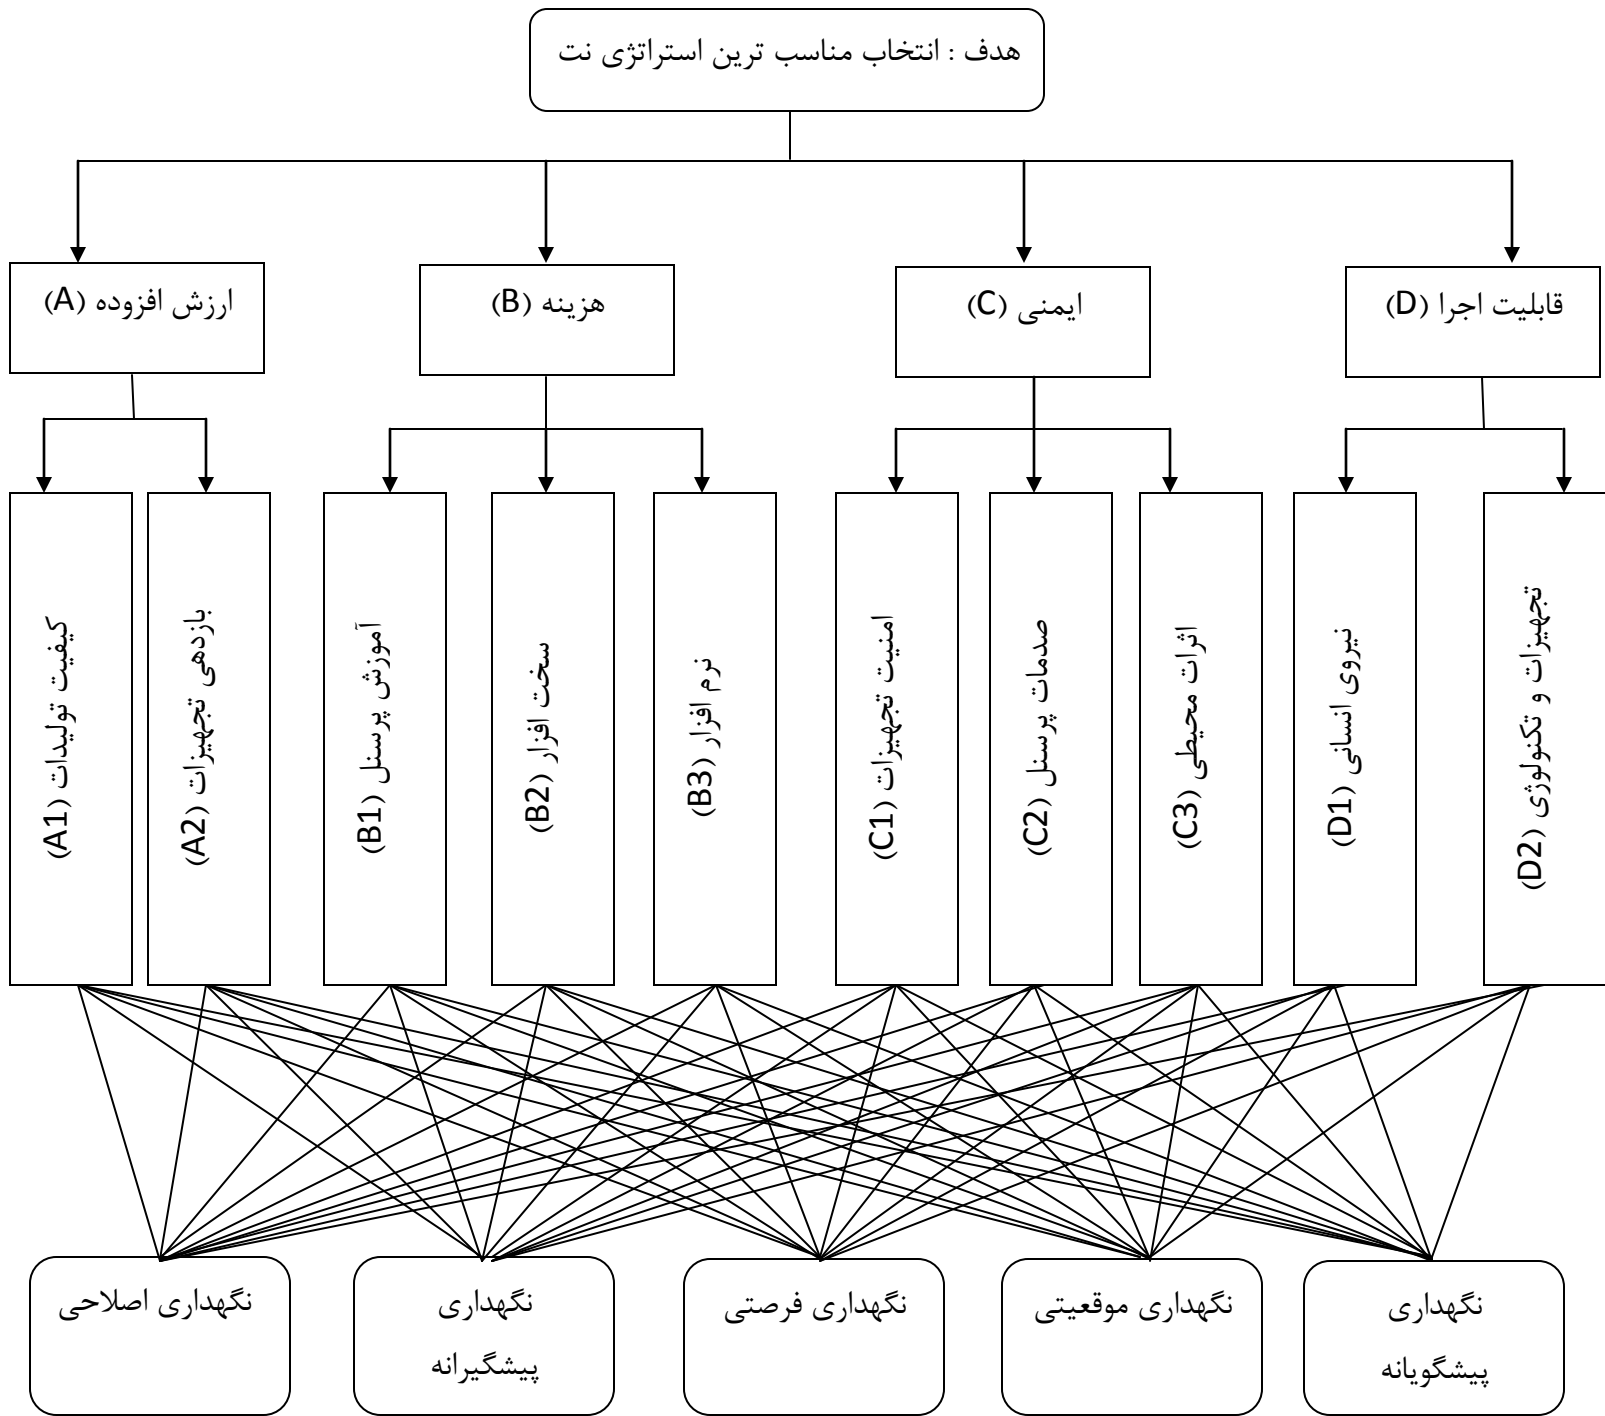 هدف : انتخاب مناسب ترین استراتژی نت
ارزش افزوده (A)
هزینه (B)
ایمنی (C)
قابلیت اجرا (D)
کیفیت تولیدات (A1)
بازدهی تجهیزات (A2)
آموزش پرسنل (B1)
سخت افزار (B2)
نرم افزار (B3)
امنیت تجهیزات (C1)
صدمات پرسنل (C2)
اثرات محیطی (C3)
نیروی انسانی (D1)
تجهیزات و تکنولوژی (D2)
نگهداری اصلاحی
نگهداری
پیشگیرانه
نگهداری فرصتی
نگهداری موقعیتی
نگهداری
پیشگویانه